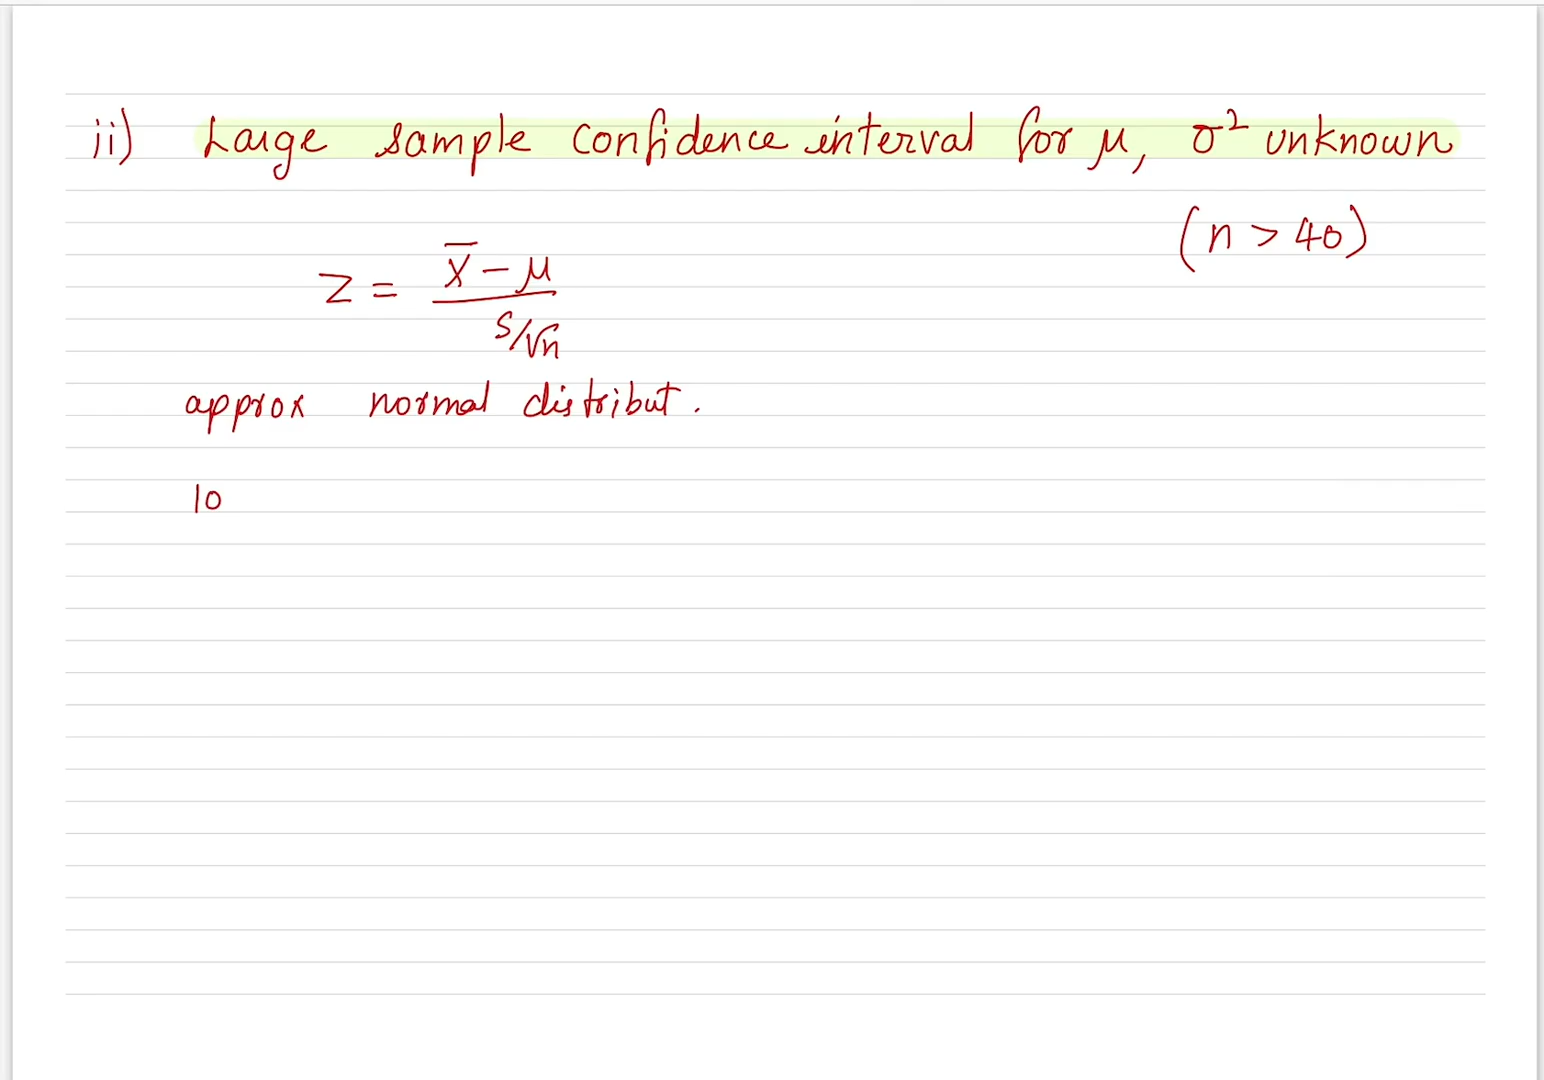 ii) Large sample confidence interval for μ, σ² unknown
(n > 40)
Z = (X̄ - μ) / (S/√n)
approx normal distribut.
10